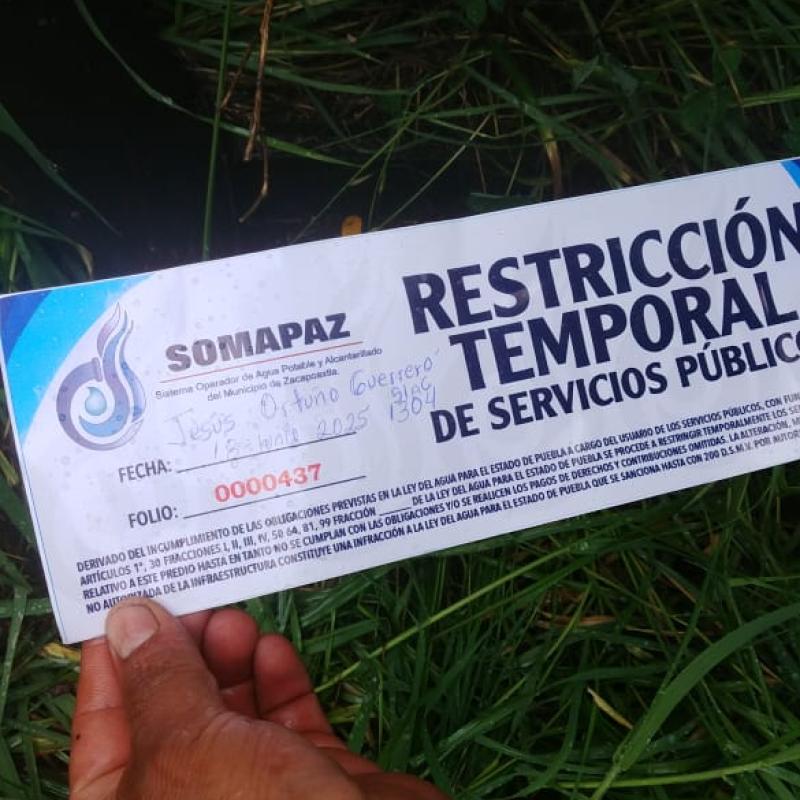 SOMAPAZ
Sistema Operador de Agua Potable y Alcantarillado
del Municipio de Zacapoaxtla.
RESTRICCIÓN
TEMPORAL
DE SERVICIOS PÚBLICO
Jesús Ortuno Guerrero
FECHA: 18 Junio 2025 1304
FOLIO: 0000437
DERIVADO DEL INCUMPLIMIENTO DE LAS OBLIGACIONES PREVISTAS EN LA LEY DEL AGUA PARA EL ESTADO DE PUEBLA A CARGO DEL USUARIO DE LOS SERVICIOS PÚBLICOS, CON FUN
ARTÍCULOS 1°, 30 FRACCIONES I, II, III, IV, 50 64, 81, 99 FRACCIÓN ____ DE LA LEY DEL AGUA PARA EL ESTADO DE PUEBLA SE PROCEDE A RESTRINGIR TEMPORALMENTE LOS SE
RELATIVO A ESTE PREDIO HASTA EN TANTO NO SE CUMPLAN CON LAS OBLIGACIONES Y/O SE REALICEN LOS PAGOS DE DERECHOS Y CONTRIBUCIONES OMITIDAS. LA ALTERACIÓN,
NO AUTORIZADA DE LA INFRAESTRUCTURA CONSTITUYE UNA INFRACCIÓN A LA LEY DEL AGUA PARA EL ESTADO DE PUEBLA QUE SE SANCIONA HASTA CON 200 D.S.M.V. POR AUTOR